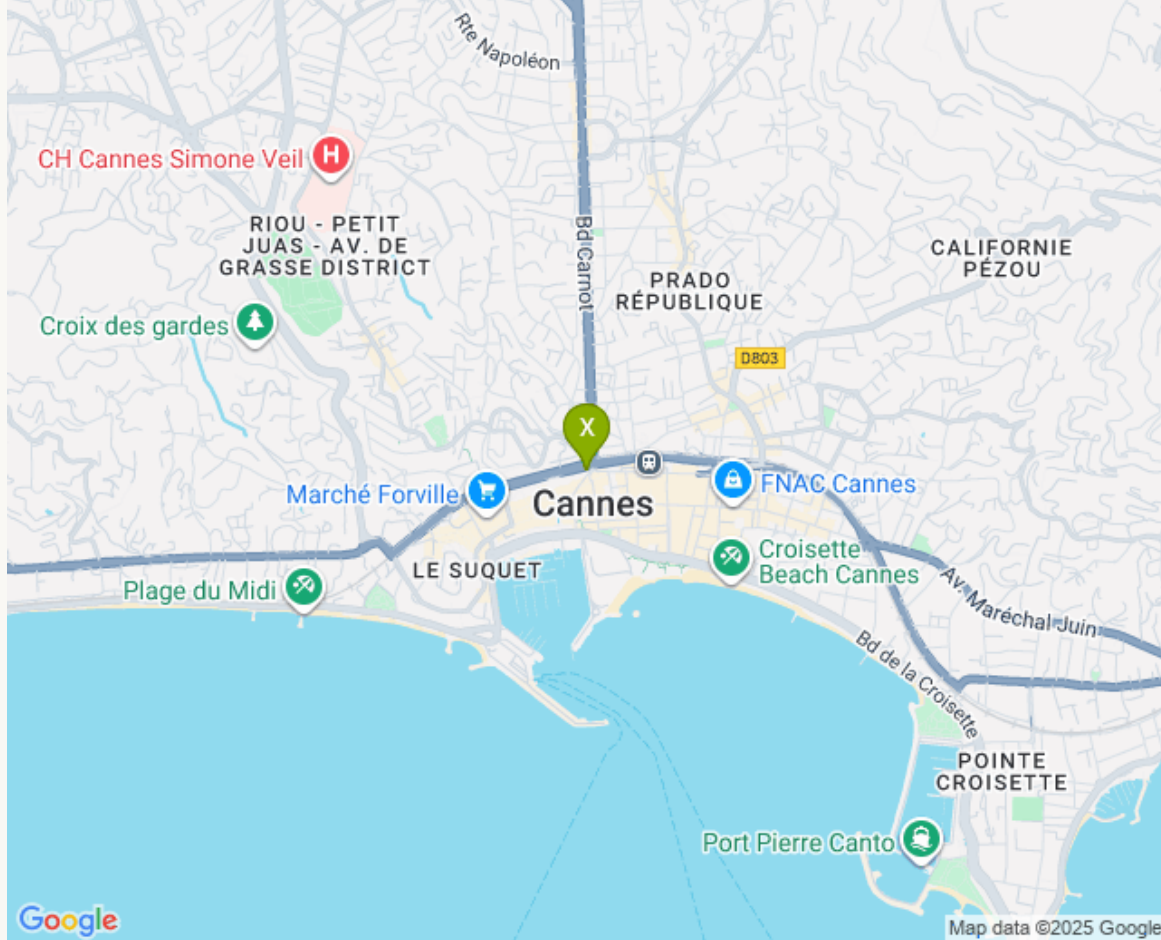 Rte Napoléon
CH Cannes Simone Veil
H
RIOU - PETIT
JUAS - AV. DE
GRASSE DISTRICT
Bd Carnot
CALIFORNIE
PÉZOU
PRADO
RÉPUBLIQUE
Croix des gardes
D803
X
Marché Forville
Cannes
FNAC Cannes
Croisette
Beach Cannes
LE SUQUET
Plage du Midi
Av. Maréchal Juin
Bd de la Croisette
POINTE
CROISETTE
Port Pierre Canto
Google
Map data ©2025 Google